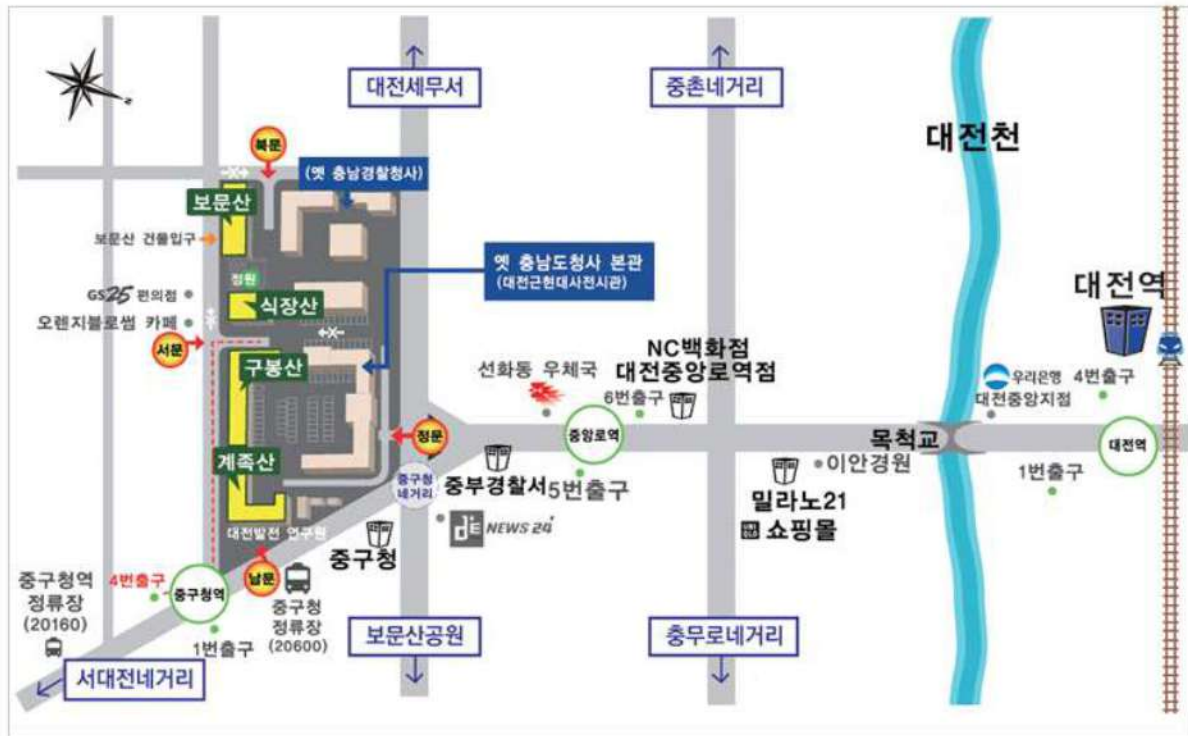 대전세무서
중촌네거리
북문
(옛 충남경찰청사)
대전천
보문산
보문산 건물입구
옛 충남도청사 본관
(대전근현대사전시관)
정원
GS25 편의점
식장산
오렌지블로썸 카페
서문
대전역
구봉산
NC백화점
대전중앙로역점
선화동 우체국
6번출구
우리은행
대전중앙지점
4번출구
정문
중앙로역
목척교
대전역
계족산
중구청
네거리
중부경찰서
5번출구
이안경원
1번출구
밀라노21
쇼핑몰
NEWS 24
대전발전 연구원
중구청
중구청역
정류장
(20160)
4번출구
중구청역
남문
중구청
정류장
(20600)
1번출구
보문산공원
충무로네거리
서대전네거리